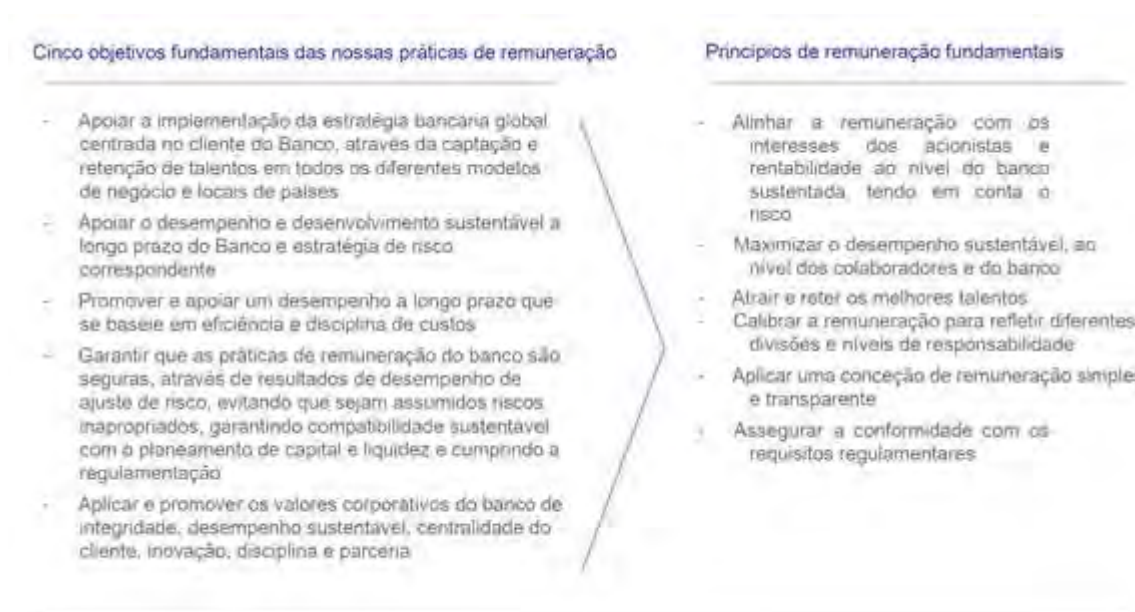 Cinco objetivos fundamentais das nossas práticas de remuneração
- Apoiar a implementação da estratégia bancária global
centrada no cliente do Banco, através da captação e
retenção de talentos em todos os diferentes modelos
de negócio e locais de países
- Apoiar o desempenho e desenvolvimento sustentável a
longo prazo do Banco e estratégia de risco
correspondente
- Promover e apoiar um desempenho a longo prazo que
se baseie em eficiência e disciplina de custos
- Garantir que as práticas de remuneração do banco são
seguras, através de resultados de desempenho de
ajuste de risco, evitando que sejam assumidos riscos
inapropriados, garantindo compatibilidade sustentável
com o planeamento de capital e liquidez e cumprindo a
regulamentação
- Aplicar e promover os valores corporativos do banco de
integridade, desempenho sustentável, centralidade do
cliente, inovação, disciplina e parceria
Princípios de remuneração fundamentais
- Alinhar a remuneração com os
interesses dos acionistas e
rentabilidade ao nível do banco
sustentada, tendo em conta o
risco
- Maximizar o desempenho sustentável, ao
nível dos colaboradores e do banco
- Atrair e reter os melhores talentos
- Calibrar a remuneração para refletir diferentes
divisões e níveis de responsabilidade
- Aplicar uma conceção de remuneração simples
e transparente
- Assegurar a conformidade com os
requisitos regulamentares